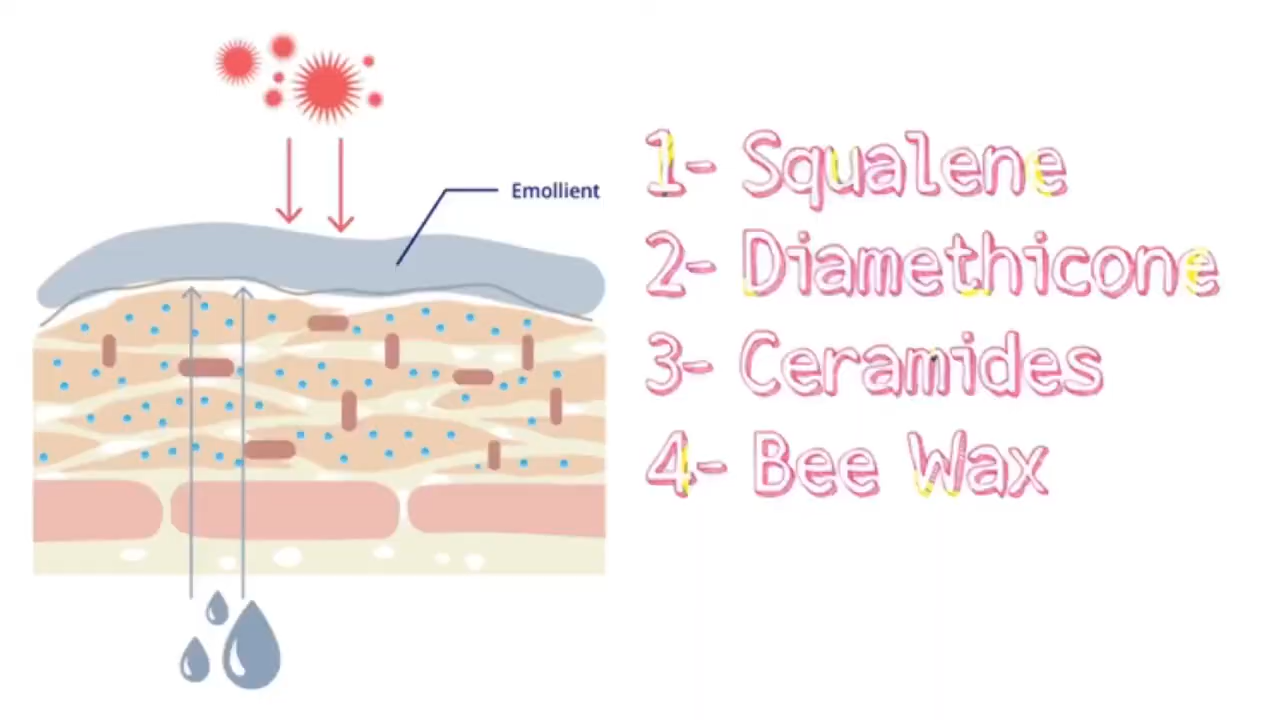 Emollient
1- Squalene
2- Diamethicone
3- Ceramides
4- Bee Wax